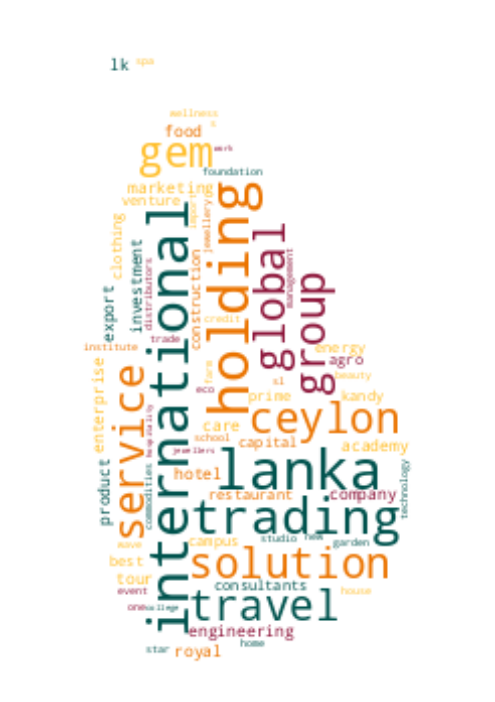 lk
spa
wellness
x
food
work
gem
foundation
marketing
venture
import
jewellery
holding
clothing
international
global
management
investment
distributors
construction
group
export
credit
trade
institute
energy
agro
enterprise
service
farm
beauty
sl
eco
prime
kandy
hospitality
ceylon
care
school
capital
academy
jewellers
lanka
product
commodities
hotel
technology
restaurant
company
trading
studio
new
garden
wave
campus
best
solution
tour
event
consultants
house
one
college
travel
engineering
home
star
royal